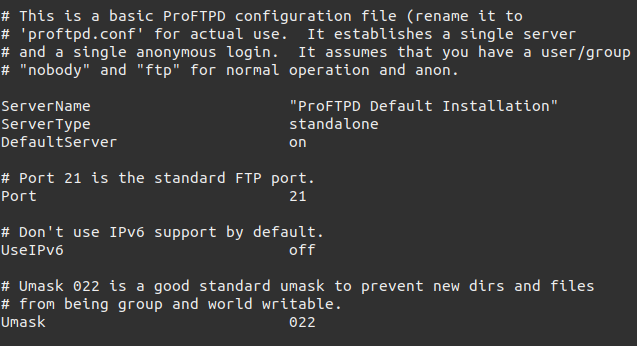 # This is a basic ProFTPD configuration file (rename it to
# 'proftpd.conf' for actual use.  It establishes a single server
# and a single anonymous login.  It assumes that you have a user/group
# "nobody" and "ftp" for normal operation and anon.
ServerName                      "ProFTPD Default Installation"
ServerType                      standalone
DefaultServer                   on
# Port 21 is the standard FTP port.
Port                            21
# Don't use IPv6 support by default.
UseIPv6                         off
# Umask 022 is a good standard umask to prevent new dirs and files
# from being group and world writable.
Umask                           022